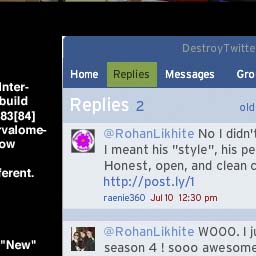 Inter-
build
83[84]
rvalome-
ow
ferent.
"New"
DestroyTwitte
Home Replies Messages Gro
Replies 2 old
@RohanLikhite No I didn't
I meant his "style", his pe
Honest, open, and clean c
http://post.ly/1
raenie360 Jul 10 12:30 pm
@RohanLikhite WOOO. I ju
season 4 ! sooo awesome